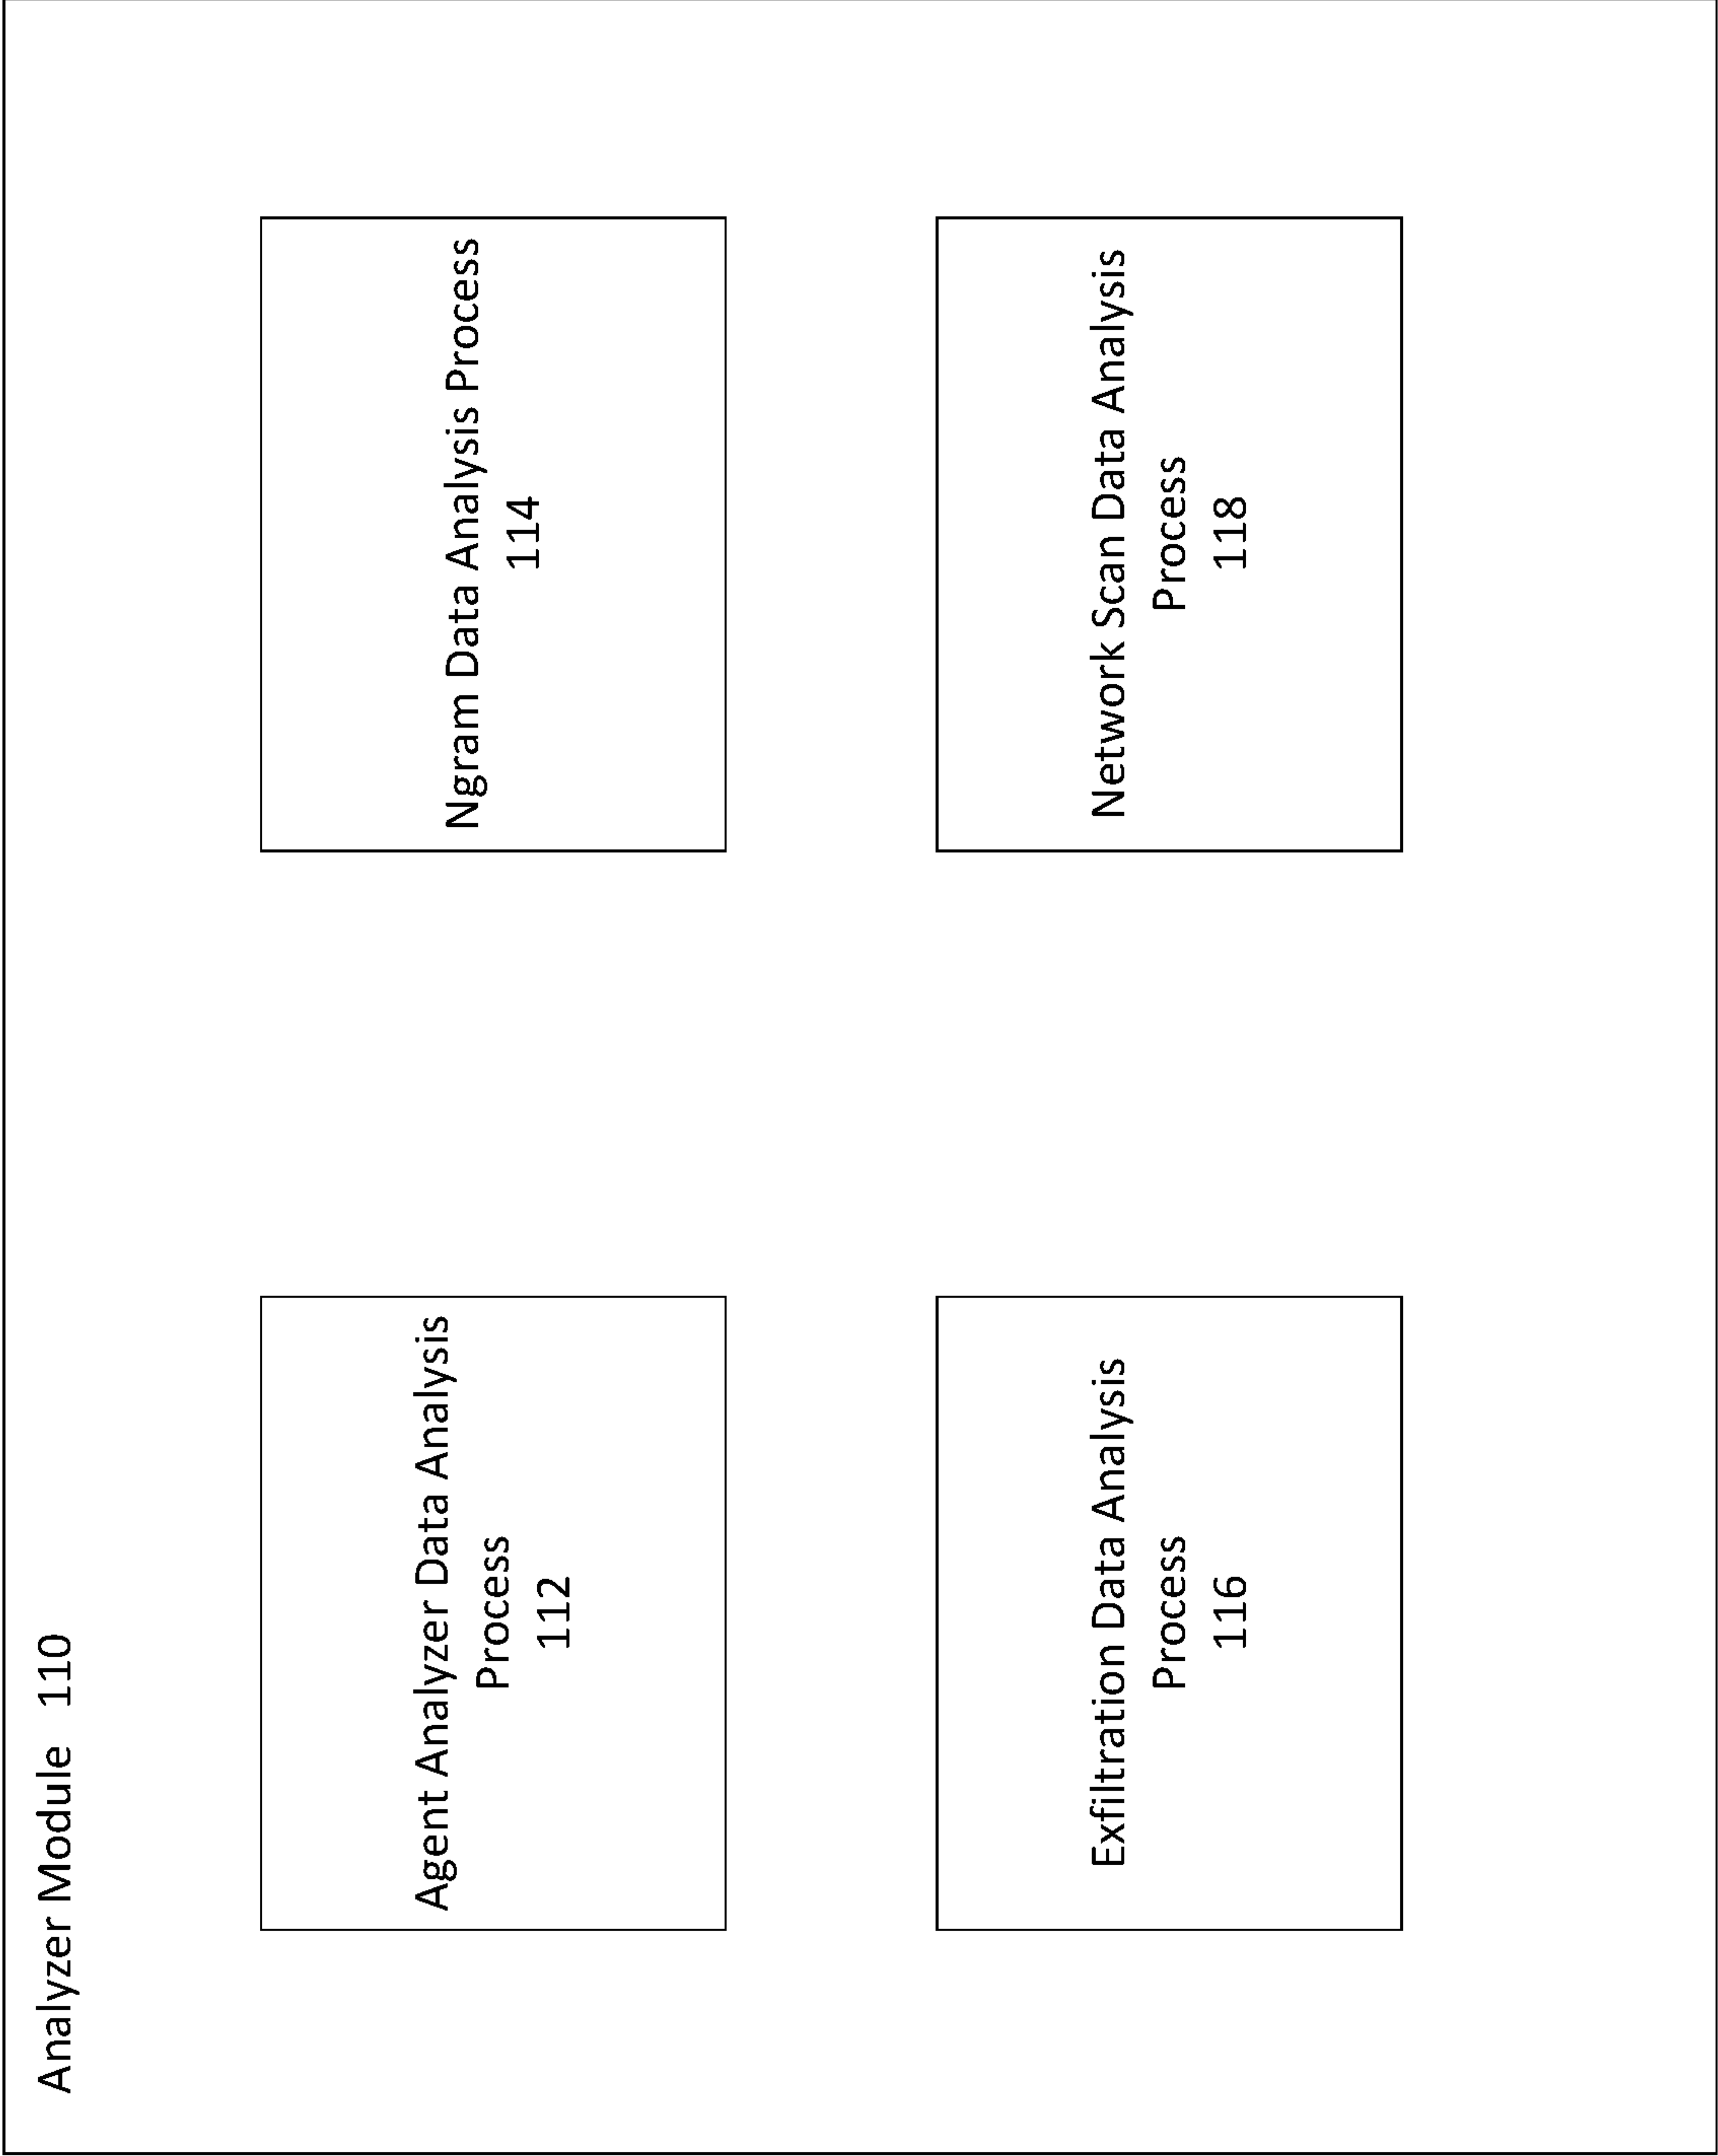 Analyzer Module 110
Agent Analyzer Data Analysis
Process
112
Ngram Data Analysis Process
114
Exfiltration Data Analysis
Process
116
Network Scan Data Analysis
Process
118